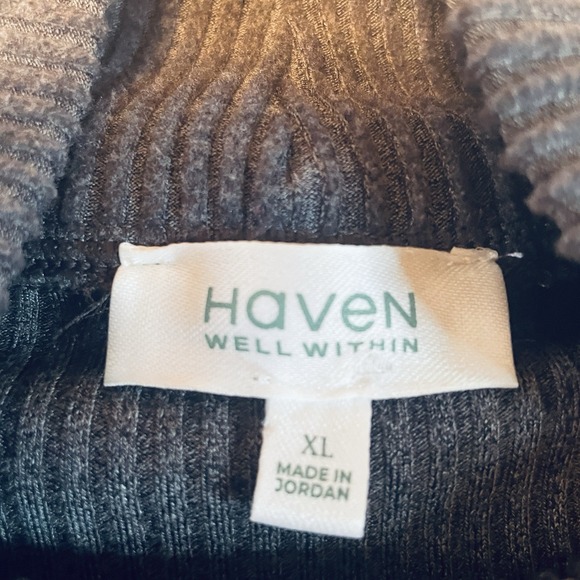 HaveN
WELL WITHIN
XL
MADE IN
JORDAN